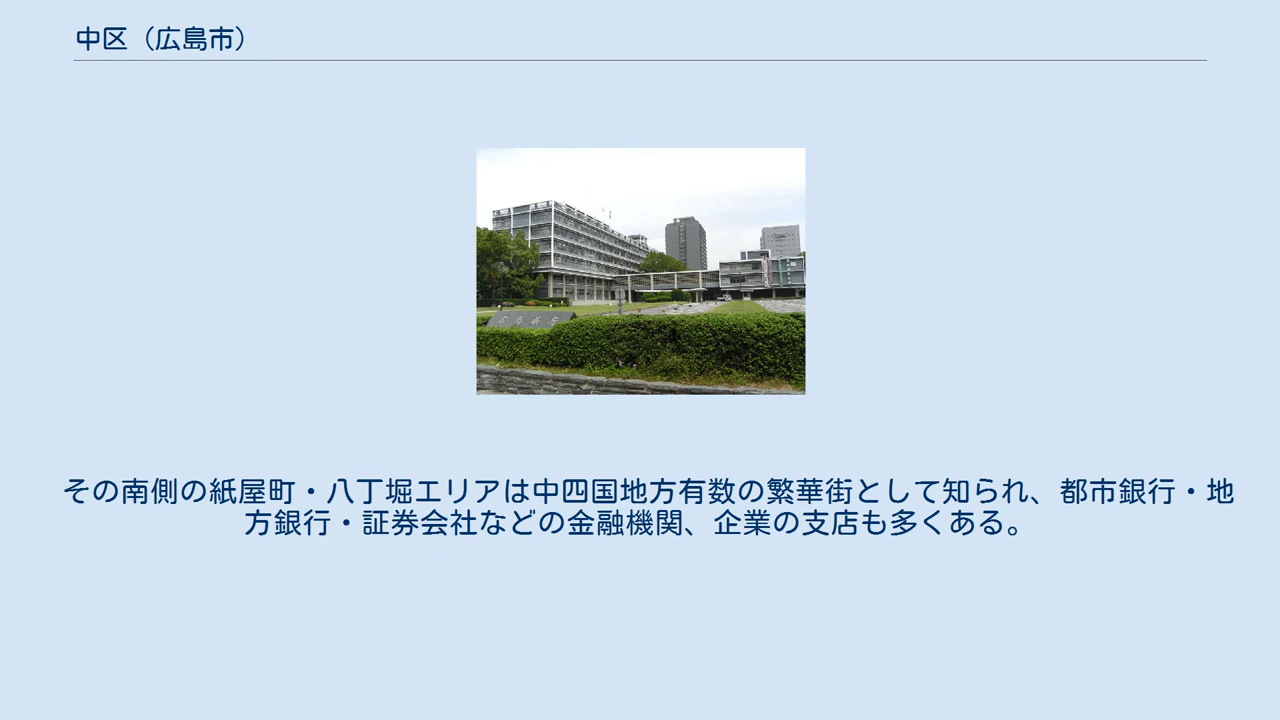 中区（広島市）
その南側の紙屋町・八丁堀エリアは中四国地方有数の繁華街として知られ、都市銀行・地
方銀行・証券会社などの金融機関、企業の支店も多くある。